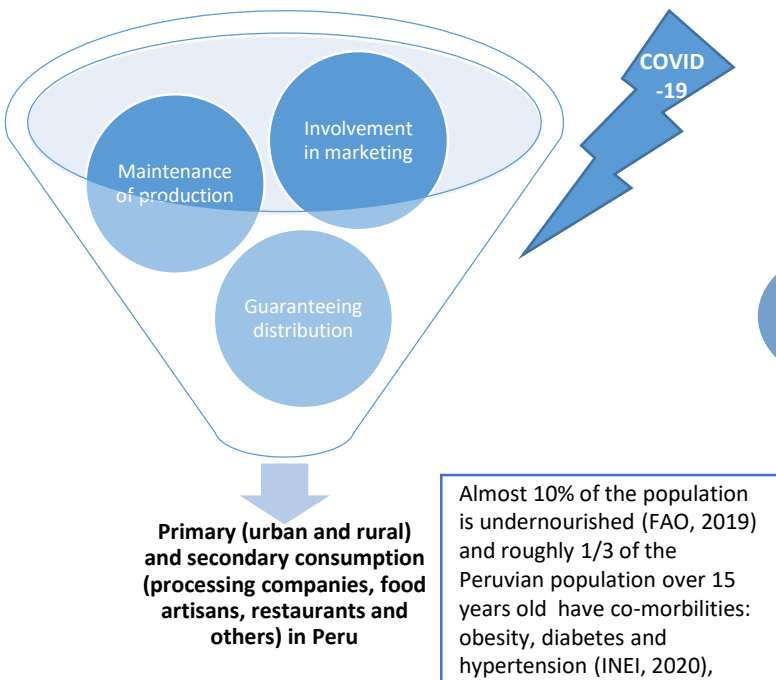 COVID
-19
Involvement
in marketing
Maintenance
of production
Guaranteeing
distribution
Primary (urban and rural)
and secondary consumption
(processing companies, food
artisans, restaurants and
others) in Peru
Almost 10% of the population
is undernourished (FAO, 2019)
and roughly 1/3 of the
Peruvian population over 15
years old have co-morbilities:
obesity, diabetes and
hypertension (INEI, 2020),